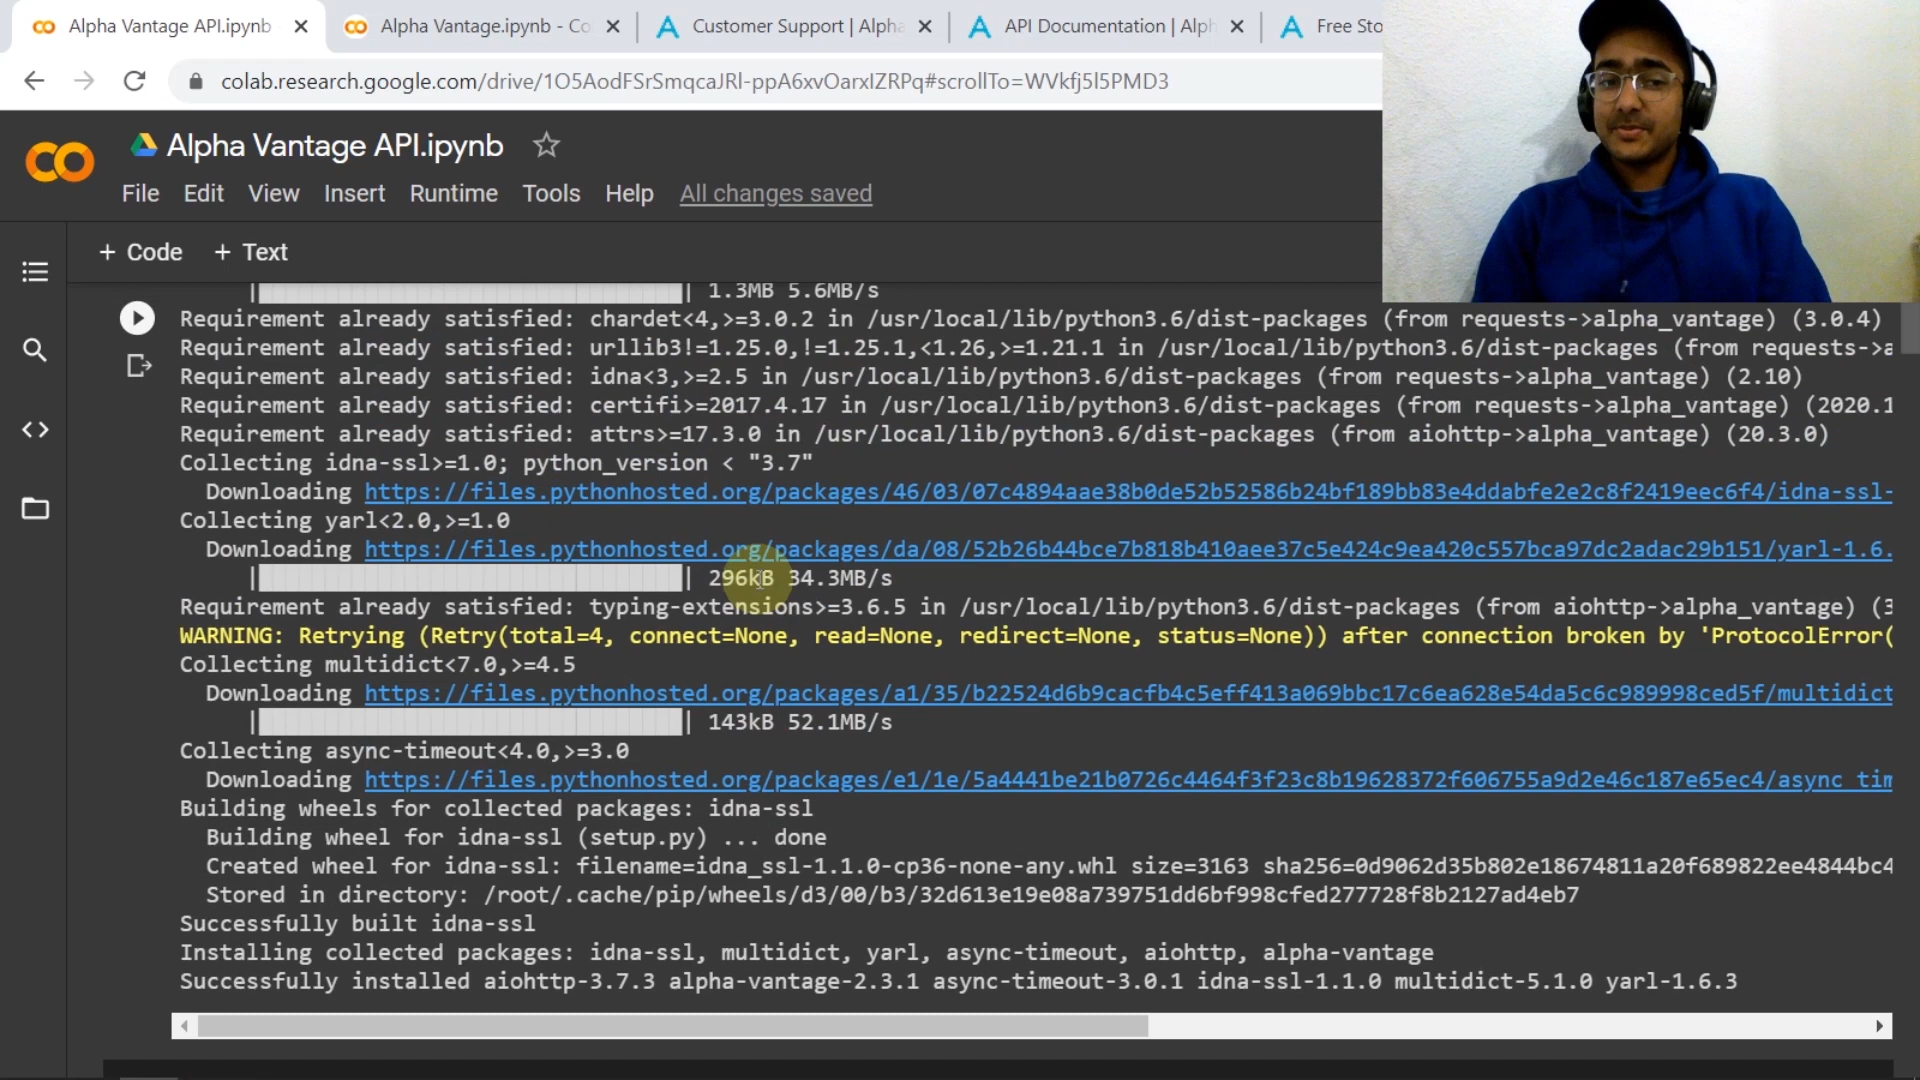 Alpha Vantage API.ipynb
Alpha Vantage.ipynb - Co
Customer Support | Alpha
API Documentation | Alph
Free Sto
colab.research.google.com/drive/1O5AodFSrSmqcaJRl-ppA6xvOarxIZRPq#scrollTo=WVkfj5l5PMD3
CO
Alpha Vantage API.ipynb
File Edit View Insert Runtime Tools Help All changes saved
+ Code + Text
1.3MB 5.6MB/s
Requirement already satisfied: chardet<4,>=3.0.2 in /usr/local/lib/python3.6/dist-packages (from requests->alpha_vantage) (3.0.4)
Requirement already satisfied: urllib3!=1.25.0,!=1.25.1,<1.26,>=1.21.1 in /usr/local/lib/python3.6/dist-packages (from requests->a
Requirement already satisfied: idna<3,>=2.5 in /usr/local/lib/python3.6/dist-packages (from requests->alpha_vantage) (2.10)
Requirement already satisfied: certifi>=2017.4.17 in /usr/local/lib/python3.6/dist-packages (from requests->alpha_vantage) (2020.1
Requirement already satisfied: attrs>=17.3.0 in /usr/local/lib/python3.6/dist-packages (from aiohttp->alpha_vantage) (20.3.0)
Collecting idna-ssl>=1.0; python_version < "3.7"
Downloading https://files.pythonhosted.org/packages/46/03/07c4894aae38b0de52b52586b24bf189bb83e4ddabfe2e2c8f2419eec6f4/idna-ssl-
Collecting yarl<2.0,>=1.0
Downloading https://files.pythonhosted.org/packages/da/08/52b26b44bce7b818b410aee37c5e424c9ea420c557bca97dc2adac29b151/yarl-1.6.
296kB 34.3MB/s
Requirement already satisfied: typing-extensions>=3.6.5 in /usr/local/lib/python3.6/dist-packages (from aiohttp->alpha_vantage) (3
WARNING: Retrying (Retry(total=4, connect=None, read=None, redirect=None, status=None)) after connection broken by 'ProtocolError(
Collecting multidict<7.0,>=4.5
Downloading https://files.pythonhosted.org/packages/a1/35/b22524d6b9cacfb4c5eff413a069bbc17c6ea628e54da5c6c989998ced5f/multidict
143kB 52.1MB/s
Collecting async-timeout<4.0,>=3.0
Downloading https://files.pythonhosted.org/packages/e1/1e/5a4441be21b0726c4464f3f23c8b19628372f606755a9d2e46c187e65ec4/async_tim
Building wheels for collected packages: idna-ssl
Building wheel for idna-ssl (setup.py) ... done
Created wheel for idna-ssl: filename=idna_ssl-1.1.0-cp36-none-any.whl size=3163 sha256=0d9062d35b802e18674811a20f689822ee4844bc4
Stored in directory: /root/.cache/pip/wheels/d3/00/b3/32d613e19e08a739751dd6bf998cfed277728f8b2127ad4eb7
Successfully built idna-ssl
Installing collected packages: idna-ssl, multidict, yarl, async-timeout, aiohttp, alpha-vantage
Successfully installed aiohttp-3.7.3 alpha-vantage-2.3.1 async-timeout-3.0.1 idna-ssl-1.1.0 multidict-5.1.0 yarl-1.6.3